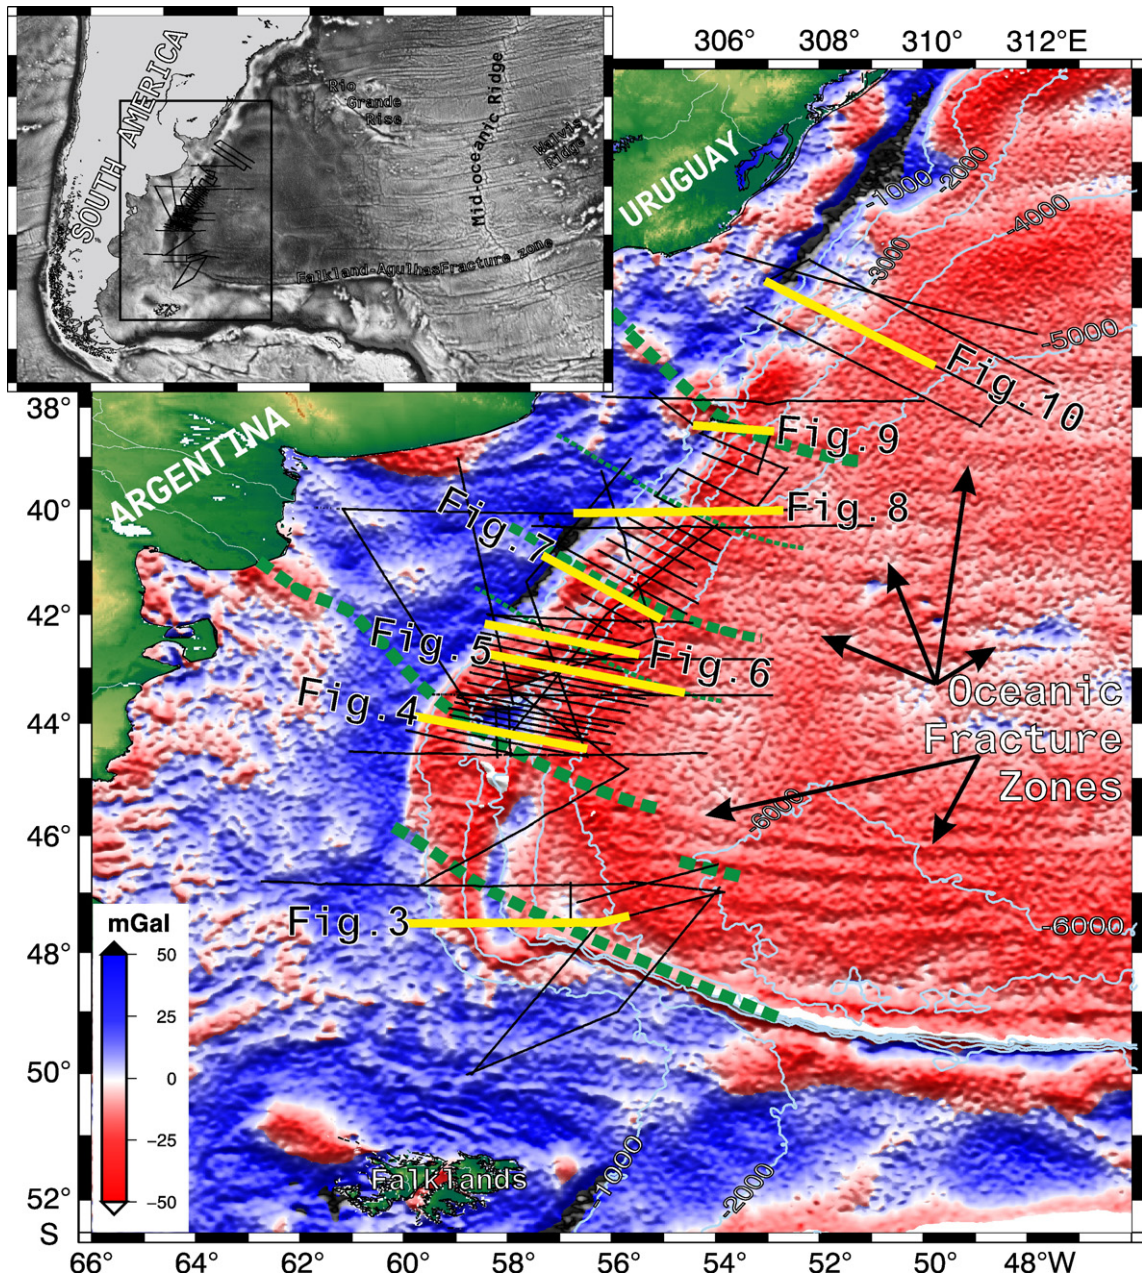 306°
308°
310°
312°E
SOUTH AMERICA
Rio
Grande
Rise
Mid-oceanic Ridge
Walvis
Ridge
Falkland-AgulhasFracture zone
URUGUAY
-1000
-2000
-3000
-4000
-5000
Fig.10
38°
Fig.9
ARGENTINA
40°
Fig.8
Fig.7
42°
Fig.5
Fig.6
Fig.4
44°
Oceanic
Fracture
Zones
-6000
46°
mGal
50
25
0
-25
-50
Fig.3
-6000
48°
50°
Falklands
-1000
-2000
52°
S
66°
64°
62°
60°
58°
56°
54°
52°
50°
48°W